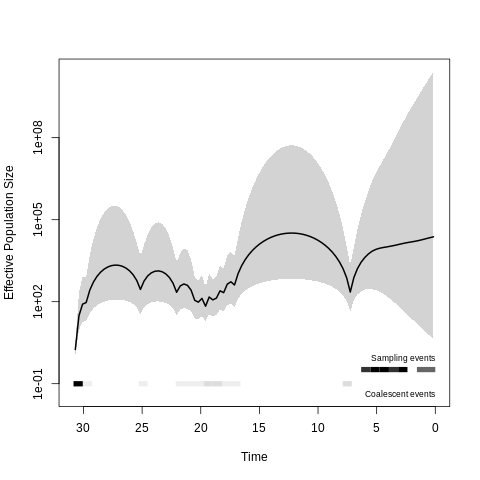 Effective Population Size
1e+08
1e+05
1e+02
1e-01
Sampling events
Coalescent events
30 25 20 15 10 5 0
Time